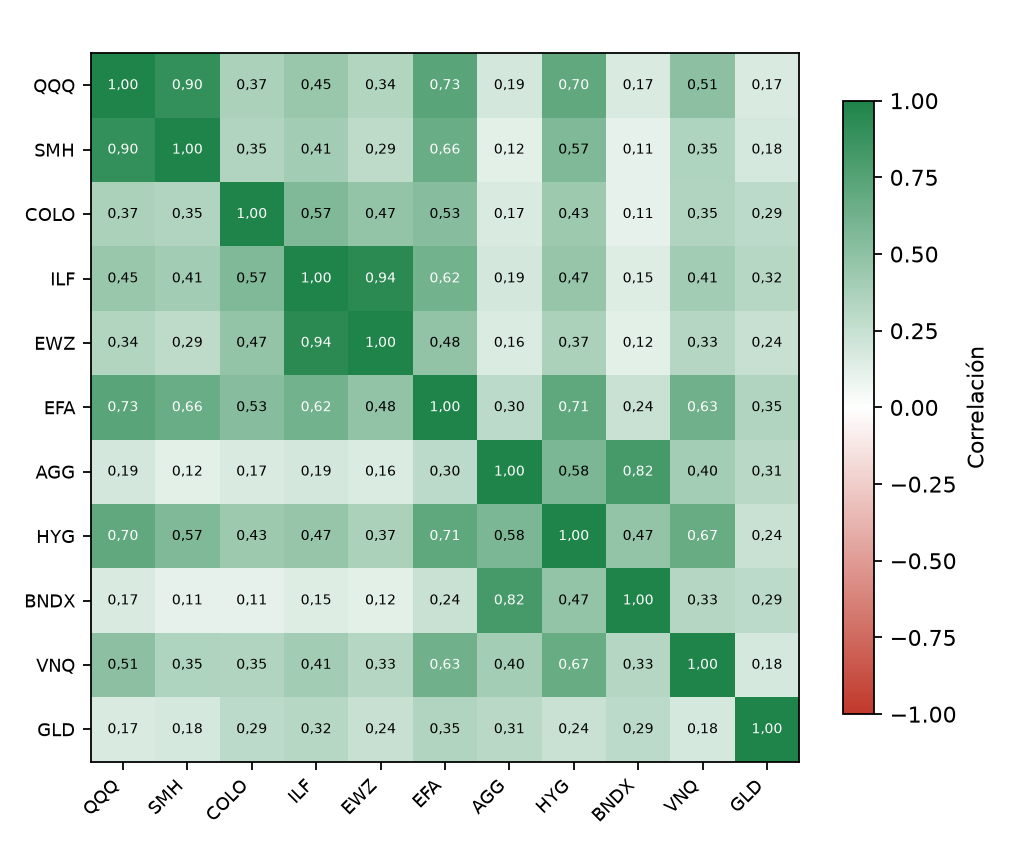 QQQ 1,00 0,90 0,37 0,45 0,34 0,73 0,19 0,70 0,17 0,51 0,17
SMH 0,90 1,00 0,35 0,41 0,29 0,66 0,12 0,57 0,11 0,35 0,18
COLO 0,37 0,35 1,00 0,57 0,47 0,53 0,17 0,43 0,11 0,35 0,29
ILF 0,45 0,41 0,57 1,00 0,94 0,62 0,19 0,47 0,15 0,41 0,32
EWZ 0,34 0,29 0,47 0,94 1,00 0,48 0,16 0,37 0,12 0,33 0,24
EFA 0,73 0,66 0,53 0,62 0,48 1,00 0,30 0,71 0,24 0,63 0,35
AGG 0,19 0,12 0,17 0,19 0,16 0,30 1,00 0,58 0,82 0,40 0,31
HYG 0,70 0,57 0,43 0,47 0,37 0,71 0,58 1,00 0,47 0,67 0,24
BNDX 0,17 0,11 0,11 0,15 0,12 0,24 0,82 0,47 1,00 0,33 0,29
VNQ 0,51 0,35 0,35 0,41 0,33 0,63 0,40 0,67 0,33 1,00 0,18
GLD 0,17 0,18 0,29 0,32 0,24 0,35 0,31 0,24 0,29 0,18 1,00
QQQ SMH COLO ILF EWZ EFA AGG HYG BNDX VNQ GLD
1.00
0.75
0.50
0.25
0.00
−0.25
−0.50
−0.75
−1.00
Correlación